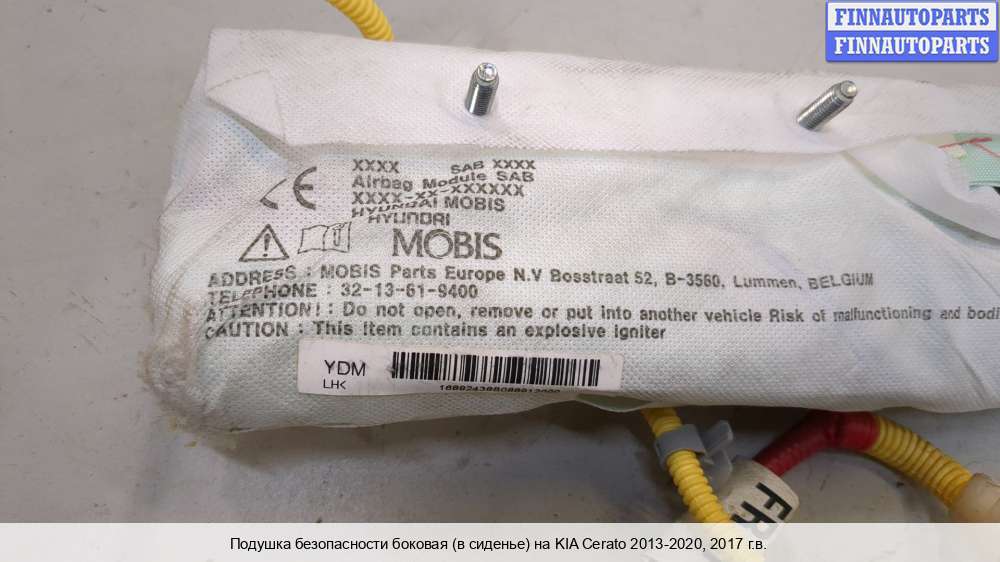 FINNAUTOPARTS
FINNAUTOPARTS
XXXX SAB XXXX
Airbag Module SAB
XXXX-XX-XXXXXX
HYUNDAI MOBIS
HYUNDRI
CE
MOBIS
ADDRESS : MOBIS Parts Europe N.V Bosstraat 52, B-3560, Lummen, BELGIUM
TELEPHONE : 32-13-61-9400
ATTENTION! : Do not open, remove or put into another vehicle Risk of malfunctioning and bodi
CAUTION : This item contains an explosive igniter
YDM
FR
Подушка безопасности боковая (в сиденье) на KIA Cerato 2013-2020, 2017 г.в.